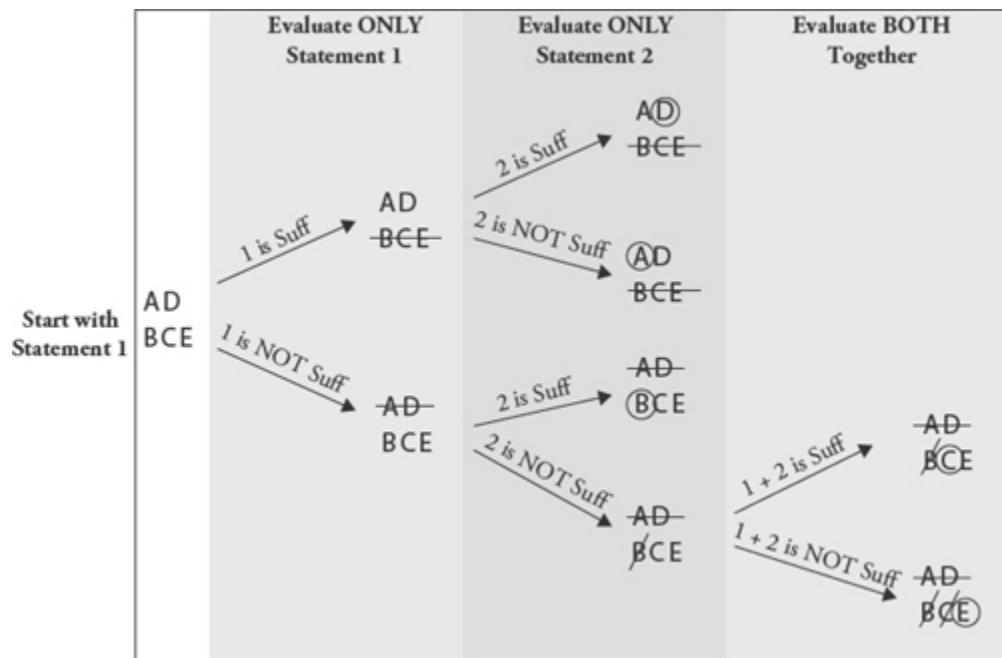 Evaluate ONLY
Statement 1
Evaluate ONLY
Statement 2
Evaluate BOTH
Together
Start with
Statement 1
AD
BCE
1 is Suff
AD
BCE
1 is NOT Suff
AD
BCE
2 is Suff
AD
BCE
2 is NOT Suff
AD
BCE
2 is Suff
AD
BCE
2 is NOT Suff
AD
BCE
1 + 2 is Suff
AD
BCE
1 + 2 is NOT Suff
AD
BCE